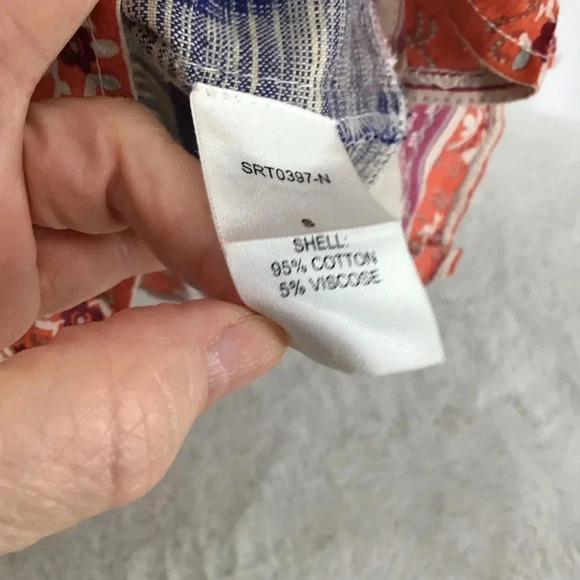 SRT0397-N
S
SHELL:
95% COTTON
5% VISCOSE